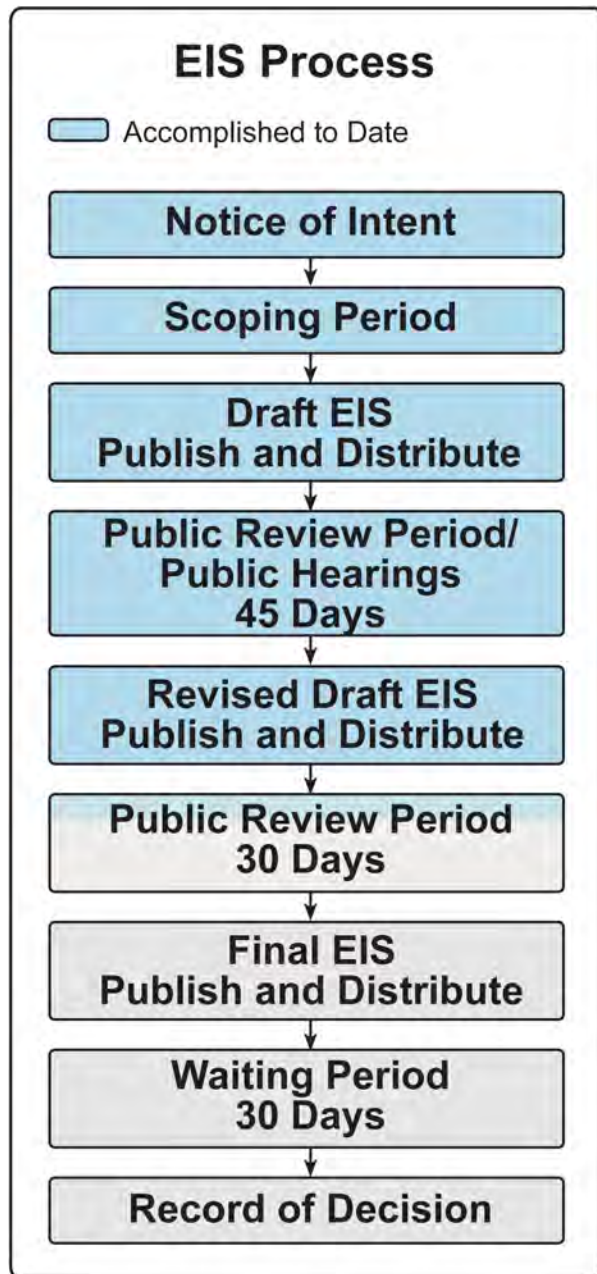 EIS Process
Accomplished to Date
Notice of Intent
Scoping Period
Draft EIS
Publish and Distribute
Public Review Period/
Public Hearings
45 Days
Revised Draft EIS
Publish and Distribute
Public Review Period
30 Days
Final EIS
Publish and Distribute
Waiting Period
30 Days
Record of Decision